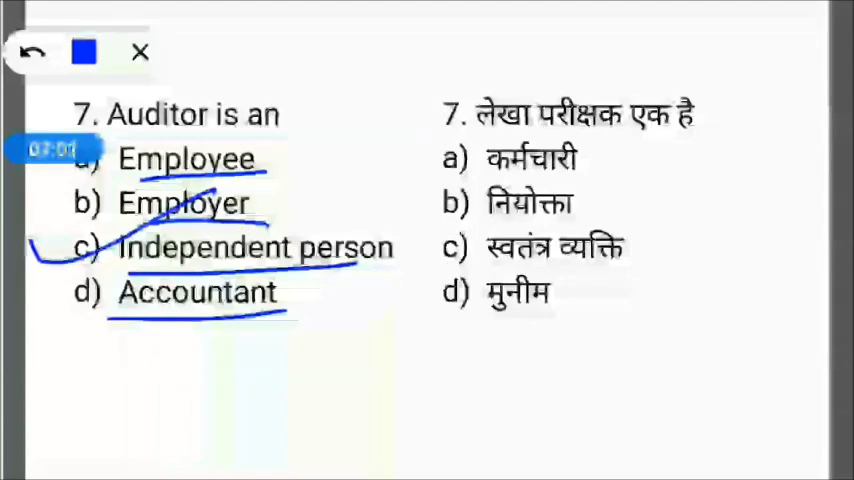 7. Auditor is an
a) Employee
b) Employer
c) Independent person
d) Accountant
7. लेखा परीक्षक एक है
a) कर्मचारी
b) नियोक्ता
c) स्वतंत्र व्यक्ति
d) मुनीम